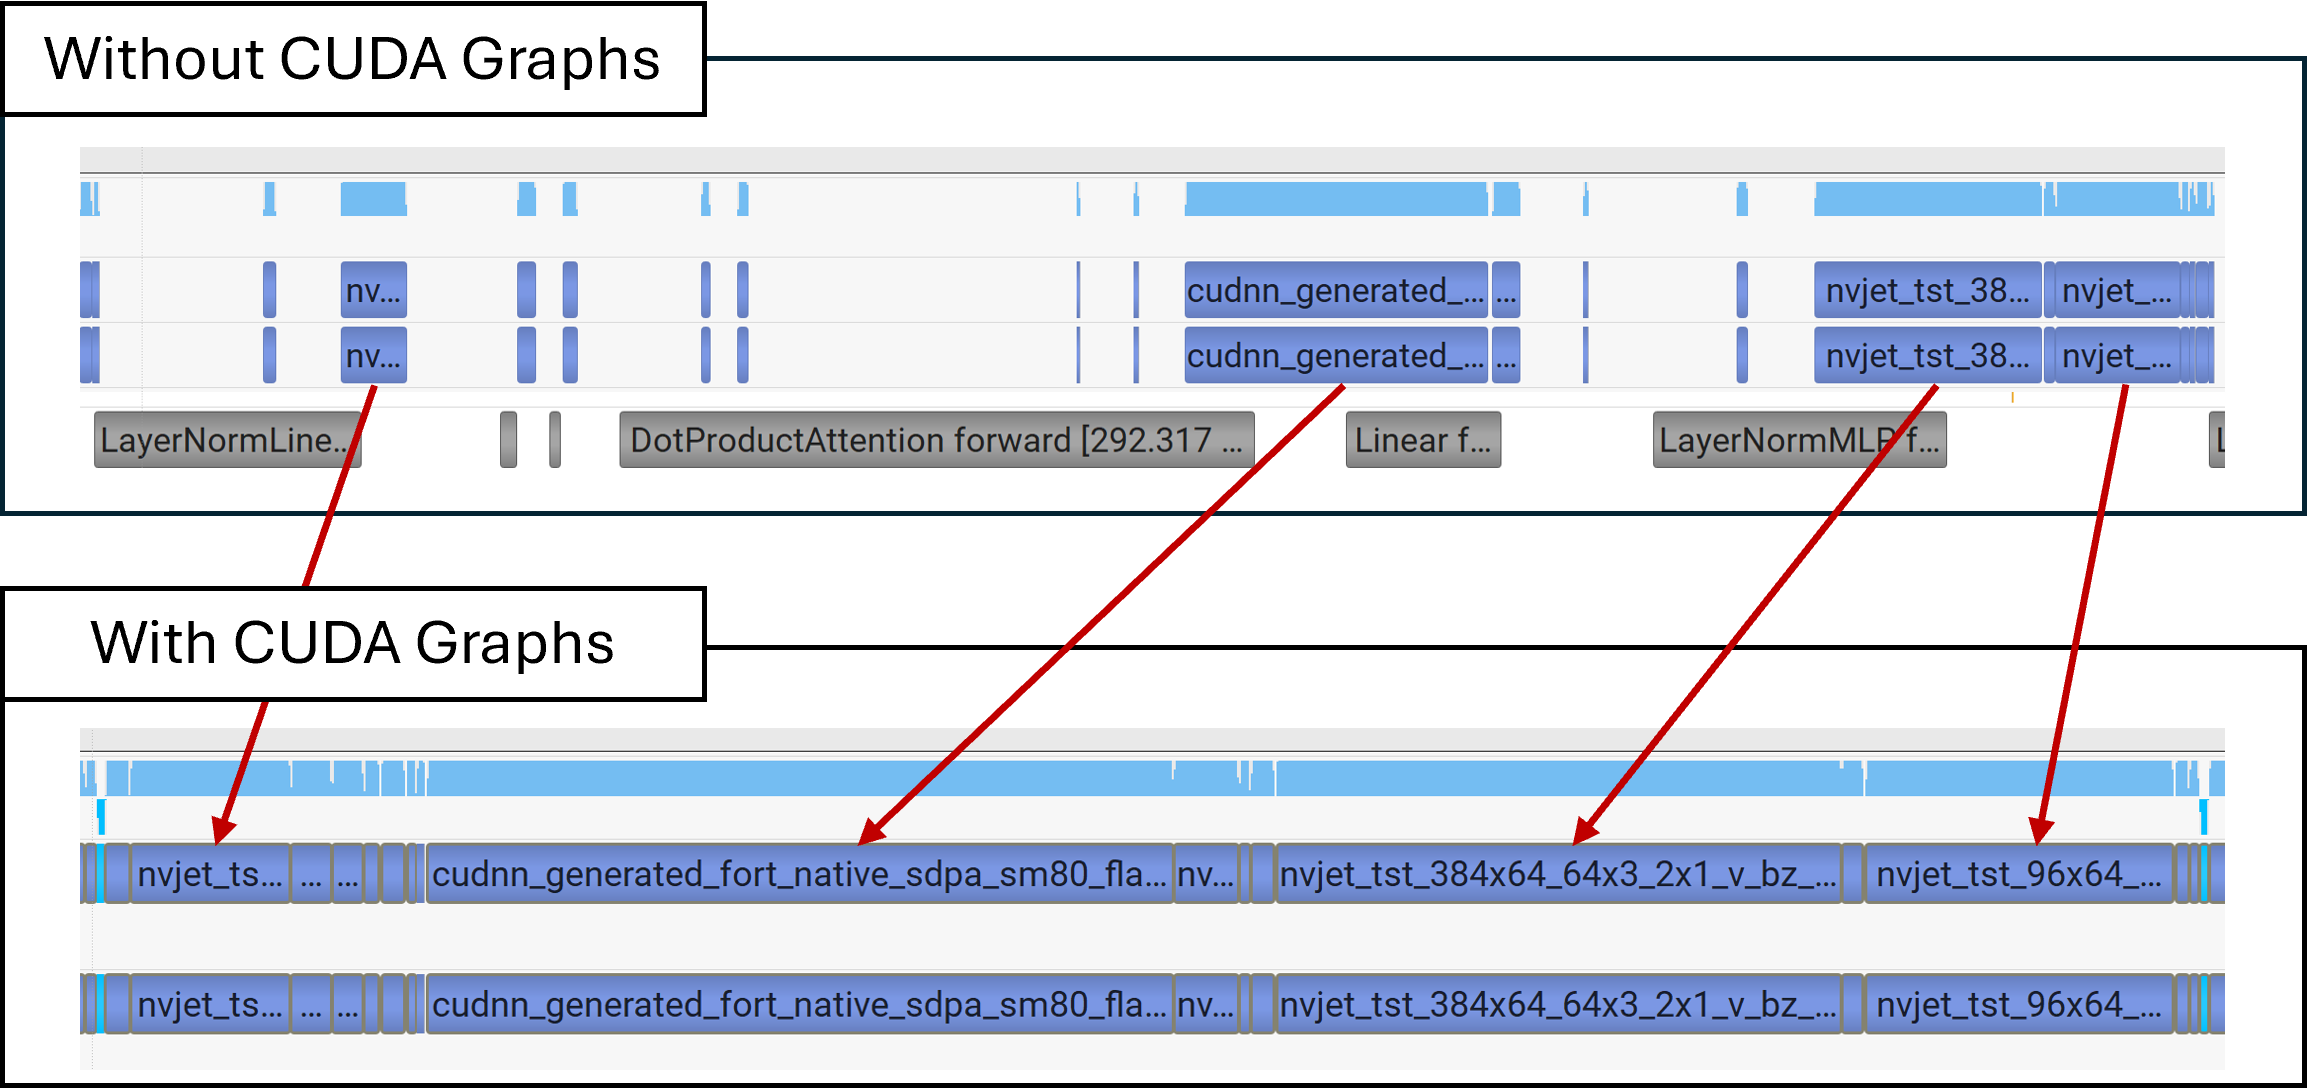 Without CUDA Graphs
nv... cudnn_generated_... ... nvjet_tst_38... nvjet_...
nv... cudnn_generated_... ... nvjet_tst_38... nvjet_...
LayerNormLine... DotProductAttention forward [292.317 ... Linear f... LayerNormMLP f... L
With CUDA Graphs
nvjet_ts... ... ... cudnn_generated_fort_native_sdpa_sm80_fla... nv... nvjet_tst_384x64_64x3_2x1_v_bz_... nvjet_tst_96x64_...
nvjet_ts... ... ... cudnn_generated_fort_native_sdpa_sm80_fla... nv... nvjet_tst_384x64_64x3_2x1_v_bz_... nvjet_tst_96x64_...